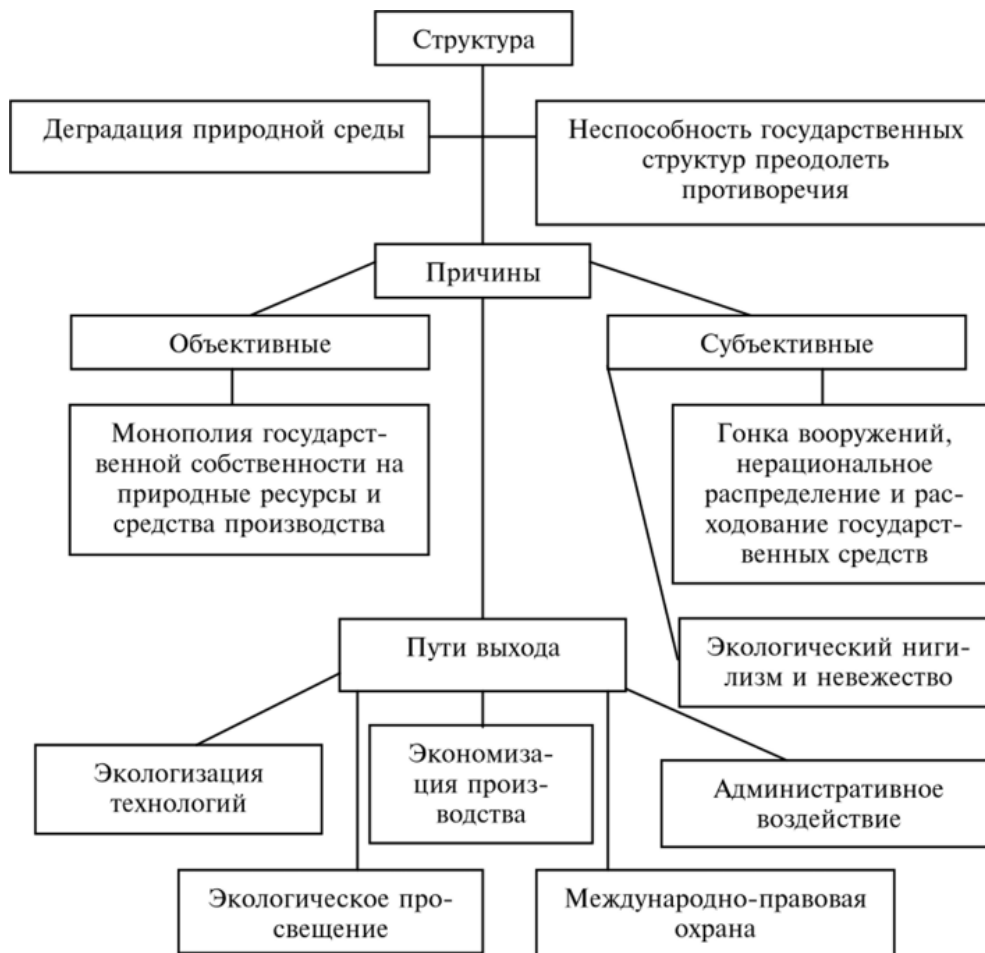 Структура
Деградация природной среды
Неспособность государственных
структур преодолеть
противоречия
Причины
Объективные
Субъективные
Монополия государст-
венной собственности на
природные ресурсы и
средства производства
Гонка вооружений,
нерациональное
распределение и рас-
ходование государст-
венных средств
Пути выхода
Экологический ниги-
лизм и невежество
Экологизация
технологий
Экономиза-
ция произ-
водства
Административное
воздействие
Экологическое про-
свещение
Международно-правовая
охрана